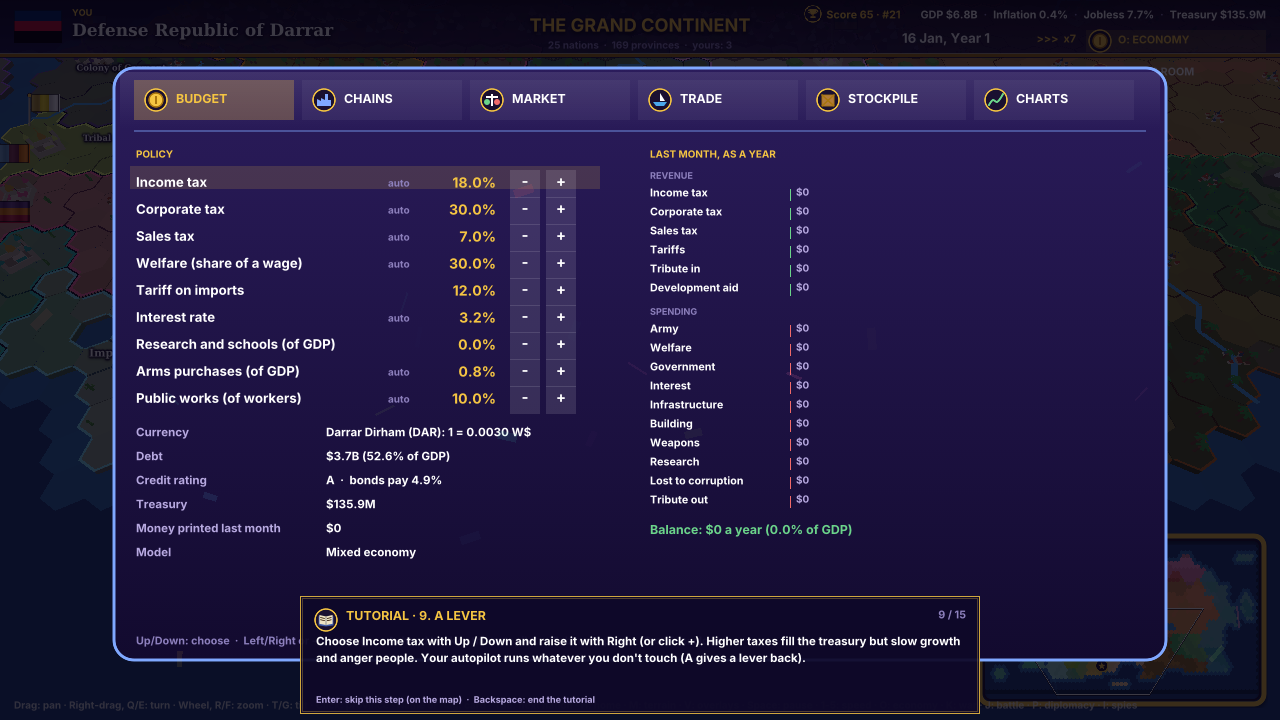 YOU
Defense Republic of Darrar
THE GRAND CONTINENT
25 nations · 169 provinces · yours: 3
Score 65 · #21
GDP $6.8B · Inflation 0.4% · Jobless 7.7% · Treasury $135.9M
16 Jan, Year 1
>>> x7
O: ECONOMY
Colony of
ROOM
Tribal
Imp
BUDGET
CHAINS
MARKET
TRADE
STOCKPILE
CHARTS
POLICY
Income tax auto 18.0% - +
Corporate tax auto 30.0% - +
Sales tax auto 7.0% - +
Welfare (share of a wage) auto 30.0% - +
Tariff on imports 12.0% - +
Interest rate auto 3.2% - +
Research and schools (of GDP) 0.0% - +
Arms purchases (of GDP) auto 0.8% - +
Public works (of workers) auto 10.0% - +
Currency Darrar Dirham (DAR): 1 = 0.0030 W$
Debt $3.7B (52.6% of GDP)
Credit rating A · bonds pay 4.9%
Treasury $135.9M
Money printed last month $0
Model Mixed economy
LAST MONTH, AS A YEAR
REVENUE
Income tax $0
Corporate tax $0
Sales tax $0
Tariffs $0
Tribute in $0
Development aid $0
SPENDING
Army $0
Welfare $0
Government $0
Interest $0
Infrastructure $0
Building $0
Weapons $0
Research $0
Lost to corruption $0
Tribute out $0
Balance: $0 a year (0.0% of GDP)
Up/Down: choose · Left/Right
TUTORIAL · 9. A LEVER
9 / 15
Choose Income tax with Up / Down and raise it with Right (or click +). Higher taxes fill the treasury but slow growth
and anger people. Your autopilot runs whatever you don't touch (A gives a lever back).
Enter: skip this step (on the map) · Backspace: end the tutorial
Drag: pan · Right-drag, Q/E: turn · Wheel, R/F: zoom · T/G:
battle · P: diplomacy · I: spies